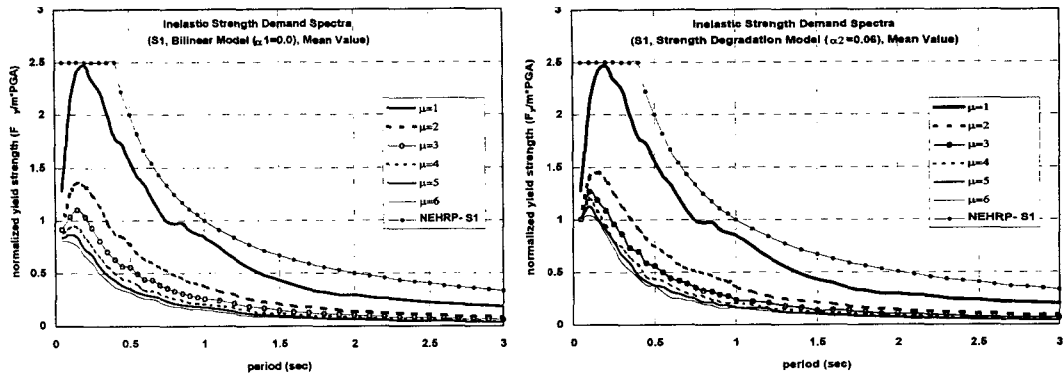 Inelastic Strength Demand Spectra
(S1, Bilinear Model (α1=0.0), Mean Value)
normalized yield strength (F y/m*PGA)
3
2.5
2
1.5
1
0.5
0
μ=1
μ=2
μ=3
μ=4
μ=5
μ=6
NEHRP- S1
0
0.5
1
1.5
2
2.5
3
period (sec)
Inelastic Strength Demand Spectra
(S1, Strength Degradation Model (α2=0.06), Mean Value)
normalized yield strength (Fy/m*PGA)
3
2.5
2
1.5
1
0.5
0
μ=1
μ=2
μ=3
μ=4
μ=5
μ=6
NEHRP- S1
0
0.5
1
1.5
2
2.5
3
period (sec)